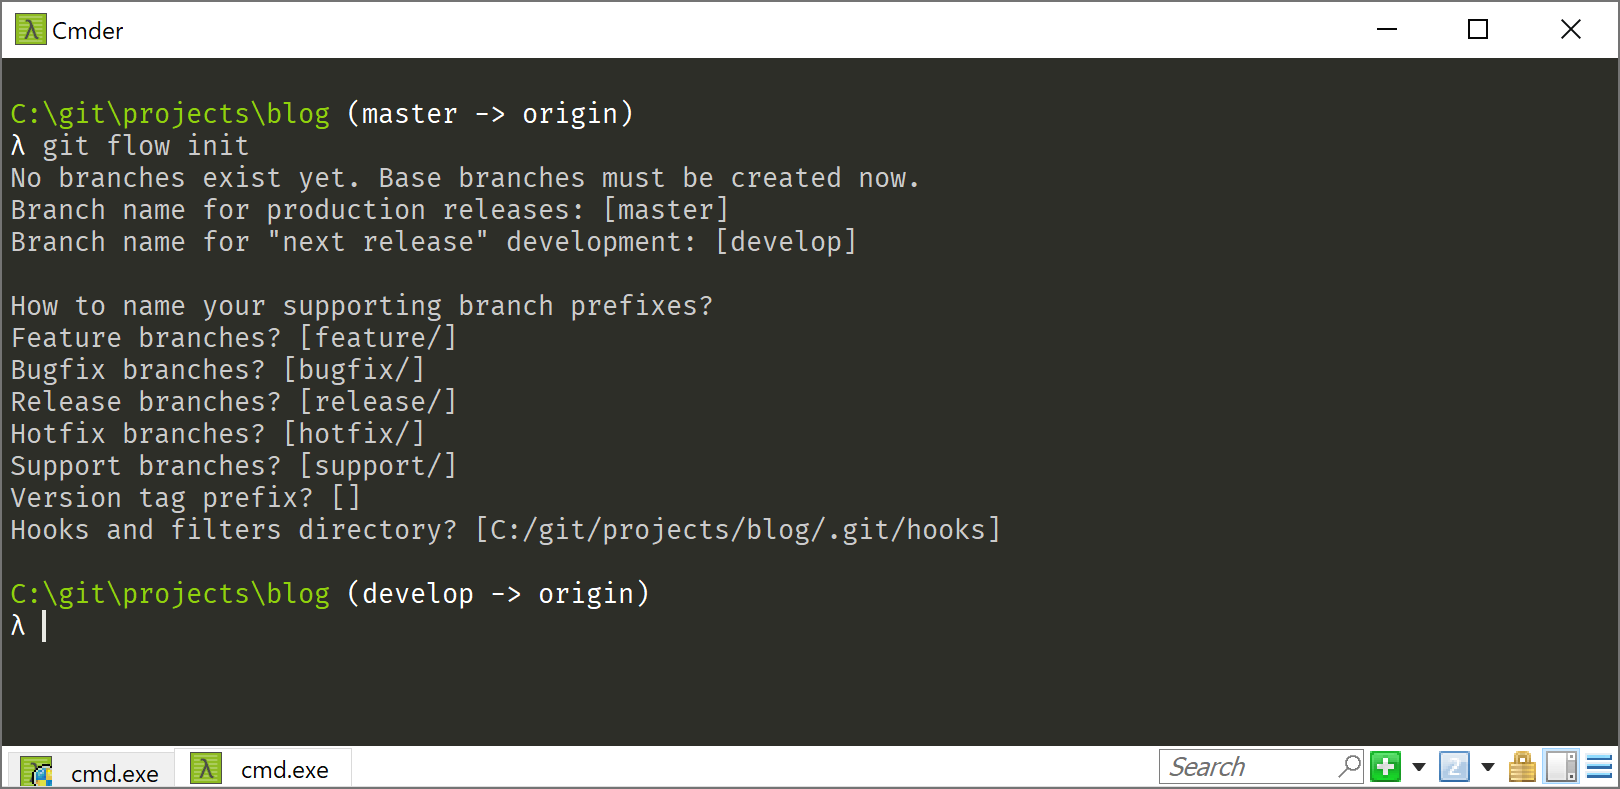 Cmder
C:\git\projects\blog (master -> origin)
λ git flow init
No branches exist yet. Base branches must be created now.
Branch name for production releases: [master]
Branch name for "next release" development: [develop]
How to name your supporting branch prefixes?
Feature branches? [feature/]
Bugfix branches? [bugfix/]
Release branches? [release/]
Hotfix branches? [hotfix/]
Support branches? [support/]
Version tag prefix? []
Hooks and filters directory? [C:/git/projects/blog/.git/hooks]
C:\git\projects\blog (develop -> origin)
λ
cmd.exe λ cmd.exe Search 2